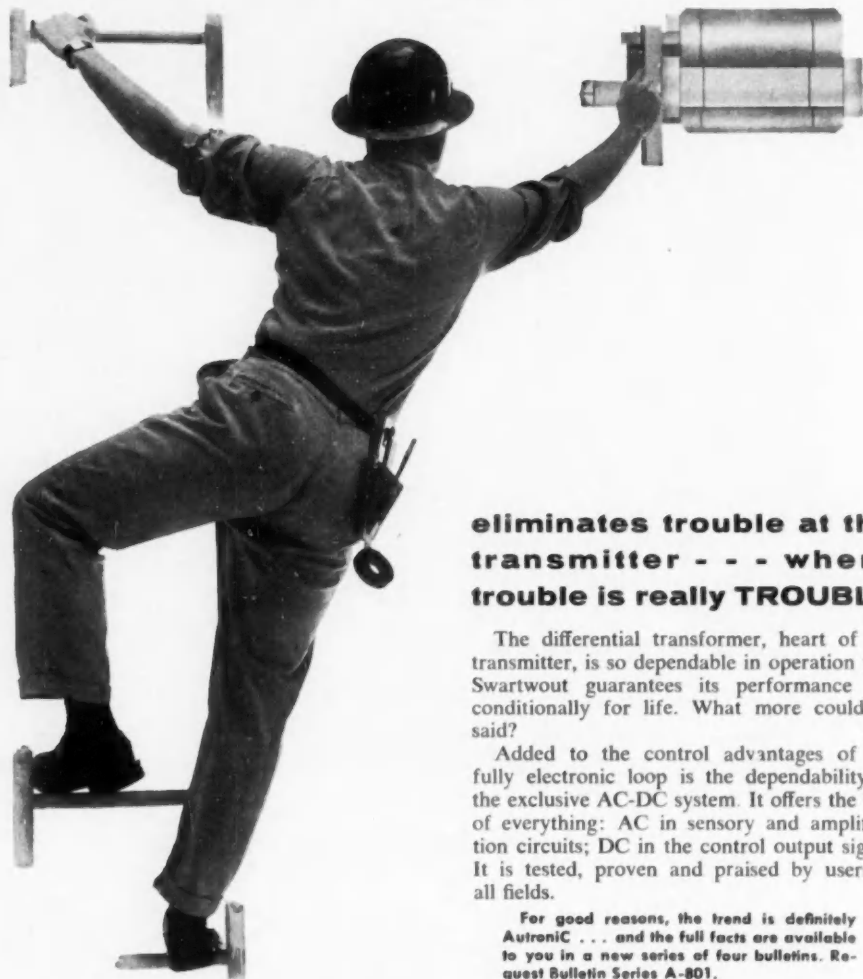 eliminates trouble at th
transmitter - - - wher
trouble is really TROUBL
The differential transformer, heart of
transmitter, is so dependable in operation
Swartwout guarantees its performance
conditionally for life. What more could
said?
Added to the control advantages of
fully electronic loop is the dependability
the exclusive AC-DC system. It offers the
of everything: AC in sensory and amplif
tion circuits; DC in the control output sig
It is tested, proven and praised by user
all fields.
For good reasons, the trend is definitely
AutroniC . . . and the full facts are available
to you in a new series of four bulletins. Re-
quest Bulletin Series A-801.